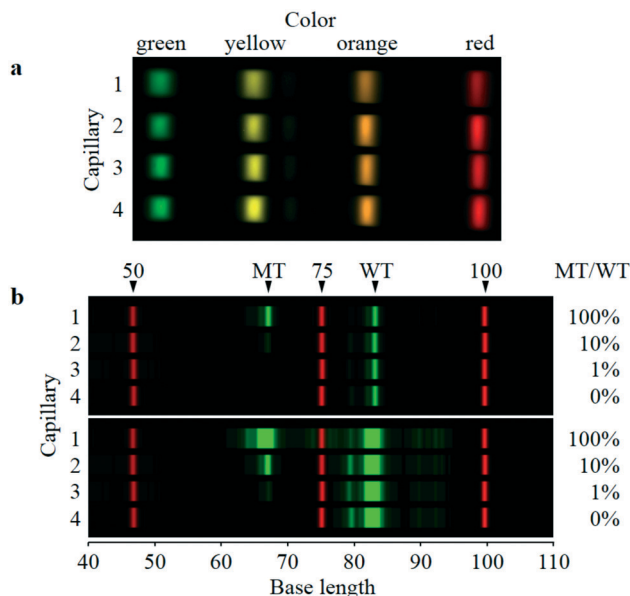 Color
green yellow orange red
a
Capillary
1
2
3
4
50 MT 75 WT 100 MT/WT
b
Capillary
1 100%
2 10%
3 1%
4 0%
1 100%
2 10%
3 1%
4 0%
40 50 60 70 80 90 100 110
Base length